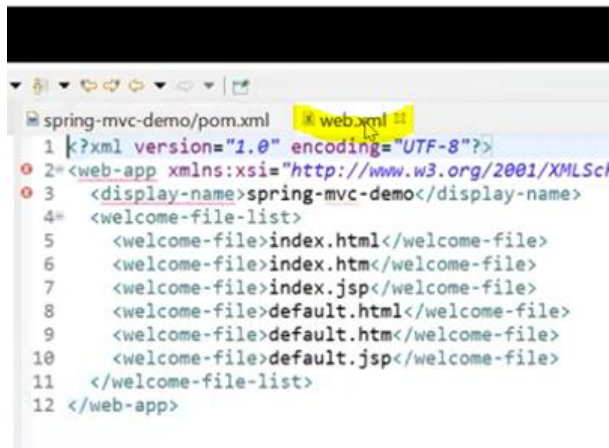 spring-mvc-demo/pom.xml web.xml
1 <?xml version="1.0" encoding="UTF-8"?>
2 <web-app xmlns:xsi="http://www.w3.org/2001/XMLSch
3 <display-name>spring-mvc-demo</display-name>
4 <welcome-file-list>
5 <welcome-file>index.html</welcome-file>
6 <welcome-file>index.htm</welcome-file>
7 <welcome-file>index.jsp</welcome-file>
8 <welcome-file>default.html</welcome-file>
9 <welcome-file>default.htm</welcome-file>
10 <welcome-file>default.jsp</welcome-file>
11 </welcome-file-list>
12 </web-app>